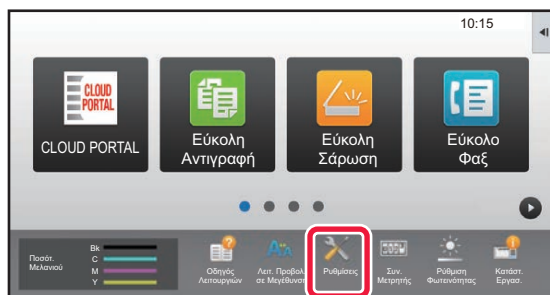 10:15
CLOUD
PORTAL
CLOUD PORTAL
Εύκολη
Αντιγραφή
Εύκολη
Σάρωση
Εύκολο
Φαξ
Ποσότ.
Μελανιού
Bk
C
M
Y
Οδηγός
Λειτουργιών
Λειτ. Προβολ.
σε Μεγέθυνση
Ρυθμίσεις
Συν.
Μετρητής
Ρύθμιση
Φωτεινότητας
Κατάστ.
Εργασ.